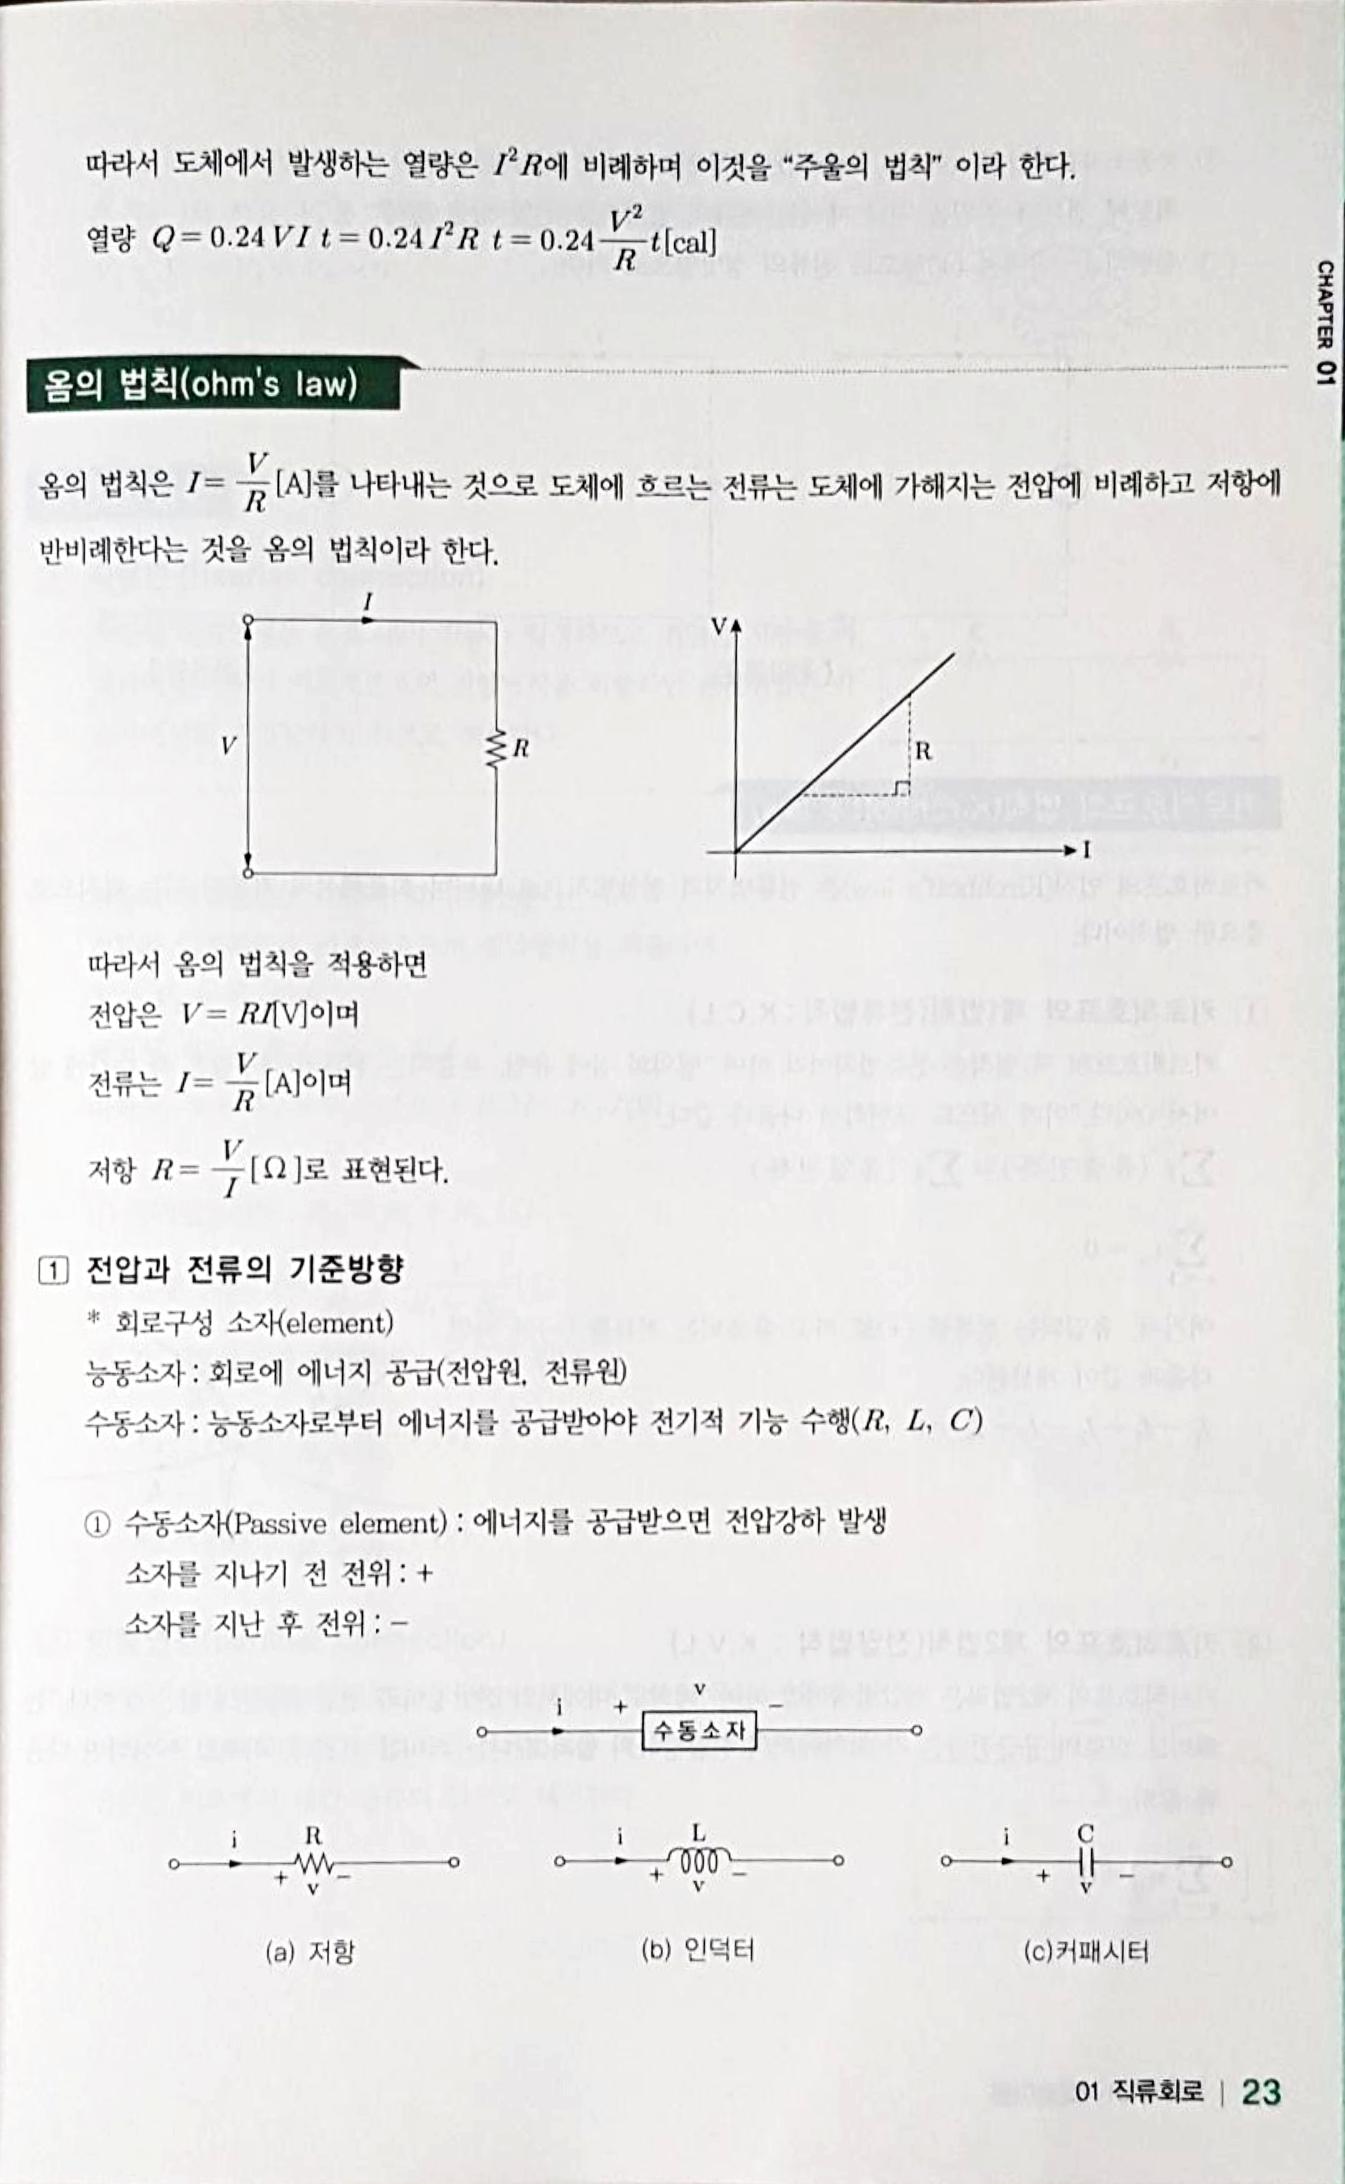 따라서 도체에서 발생하는 열량은 I²R에 비례하며 이것을 “주울의 법칙” 이라 한다.
열량 Q = 0.24 V I t = 0.24 I²R t = 0.24 V²/R t[cal]
CHAPTER 01
옴의 법칙(ohm's law)
옴의 법칙은 I = V/R [A]를 나타내는 것으로 도체에 흐르는 전류는 도체에 가해지는 전압에 비례하고 저항에
반비례한다는 것을 옴의 법칙이라 한다.
I
V
R
V
R
I
따라서 옴의 법칙을 적용하면
전압은 V = RI[V]이며
전류는 I = V/R [A]이며
저항 R = V/I [Ω]로 표현된다.
1 전압과 전류의 기준방향
* 회로구성 소자(element)
능동소자 : 회로에 에너지 공급(전압원, 전류원)
수동소자 : 능동소자로부터 에너지를 공급받아야 전기적 기능 수행(R, L, C)
① 수동소자(Passive element) : 에너지를 공급받으면 전압강하 발생
소자를 지나기 전 전위 : +
소자를 지난 후 전위 : −
i + v −
수동소자
i R + v −
i L + v −
i C + v −
(a) 저항
(b) 인덕터
(c)커패시터
01 직류회로 | 23